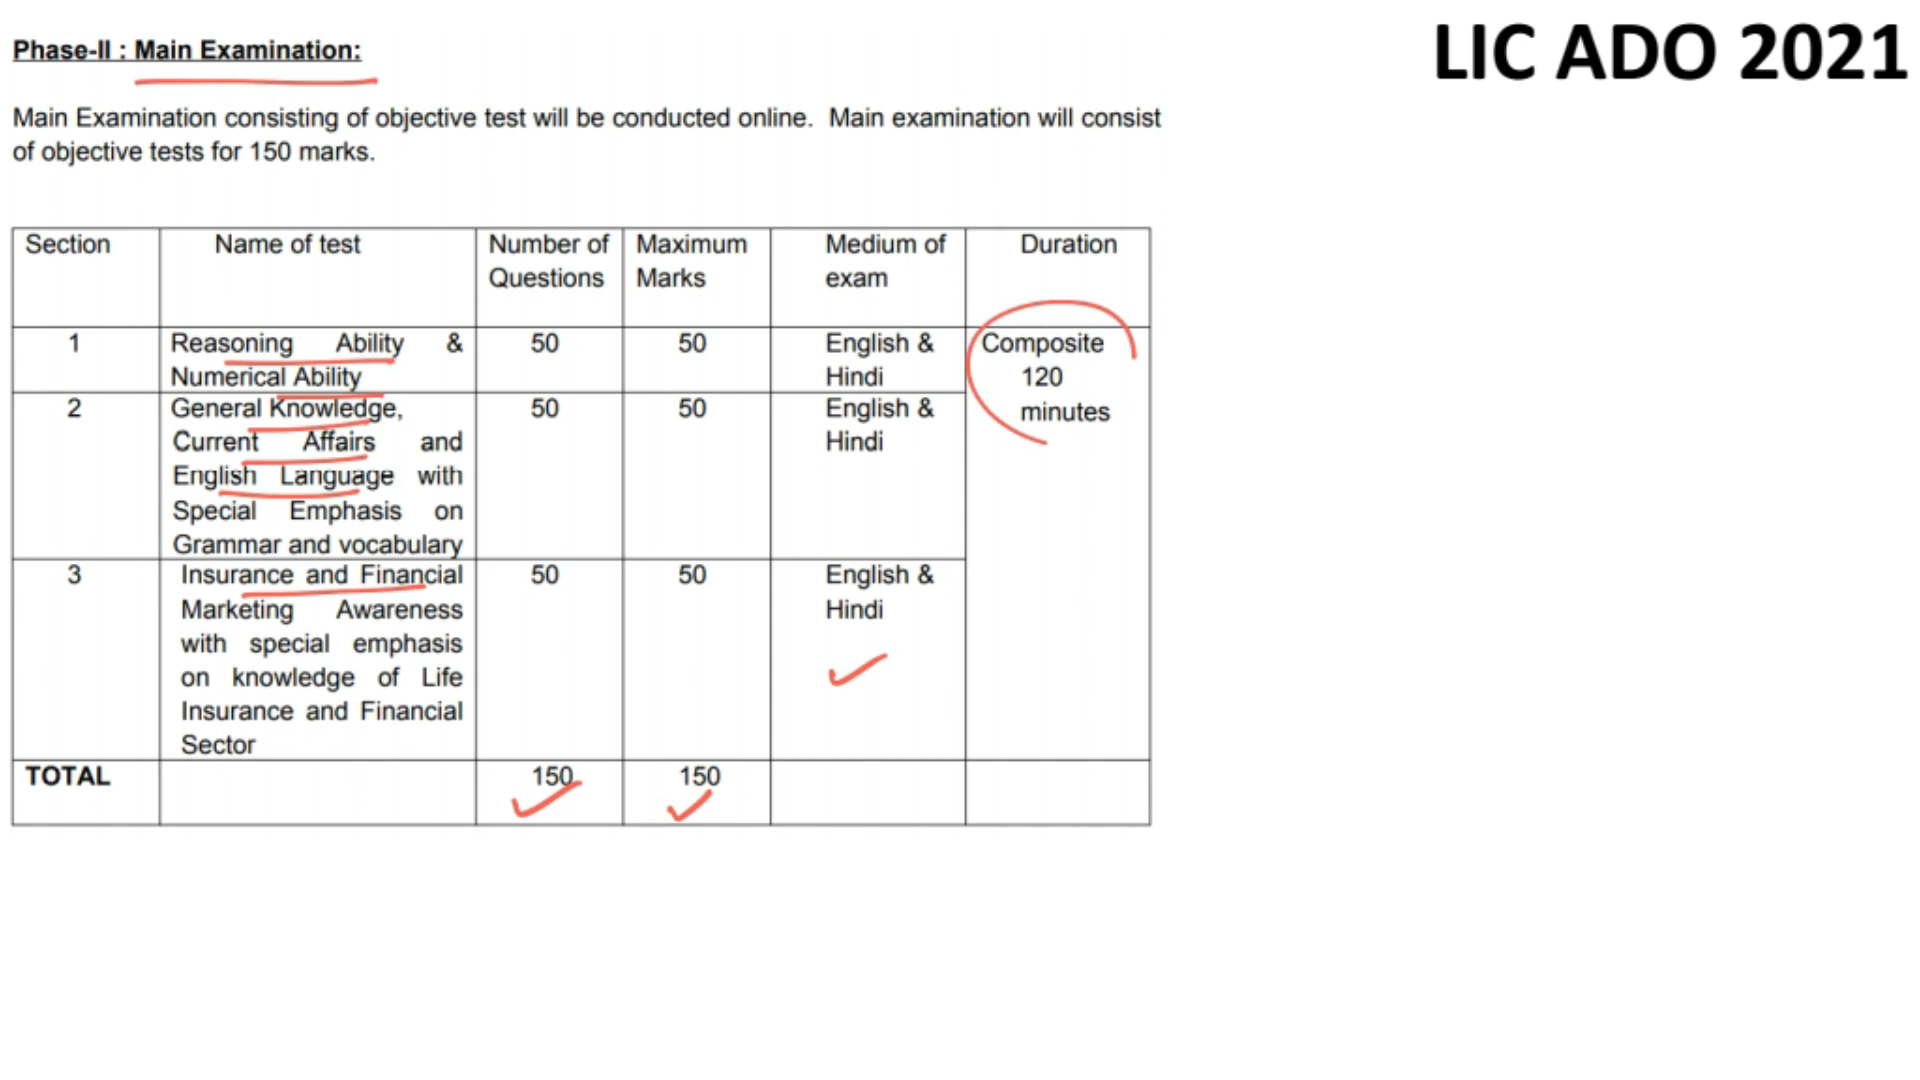 LIC ADO 2021
Phase-II : Main Examination:
Main Examination consisting of objective test will be conducted online. Main examination will consist
of objective tests for 150 marks.
Section Name of test Number of Questions Maximum Marks Medium of exam Duration
1 Reasoning Ability & Numerical Ability 50 50 English & Hindi Composite 120 minutes
2 General Knowledge, Current Affairs and English Language with Special Emphasis on Grammar and vocabulary 50 50 English & Hindi
3 Insurance and Financial Marketing Awareness with special emphasis on knowledge of Life Insurance and Financial Sector 50 50 English & Hindi
TOTAL 150 150